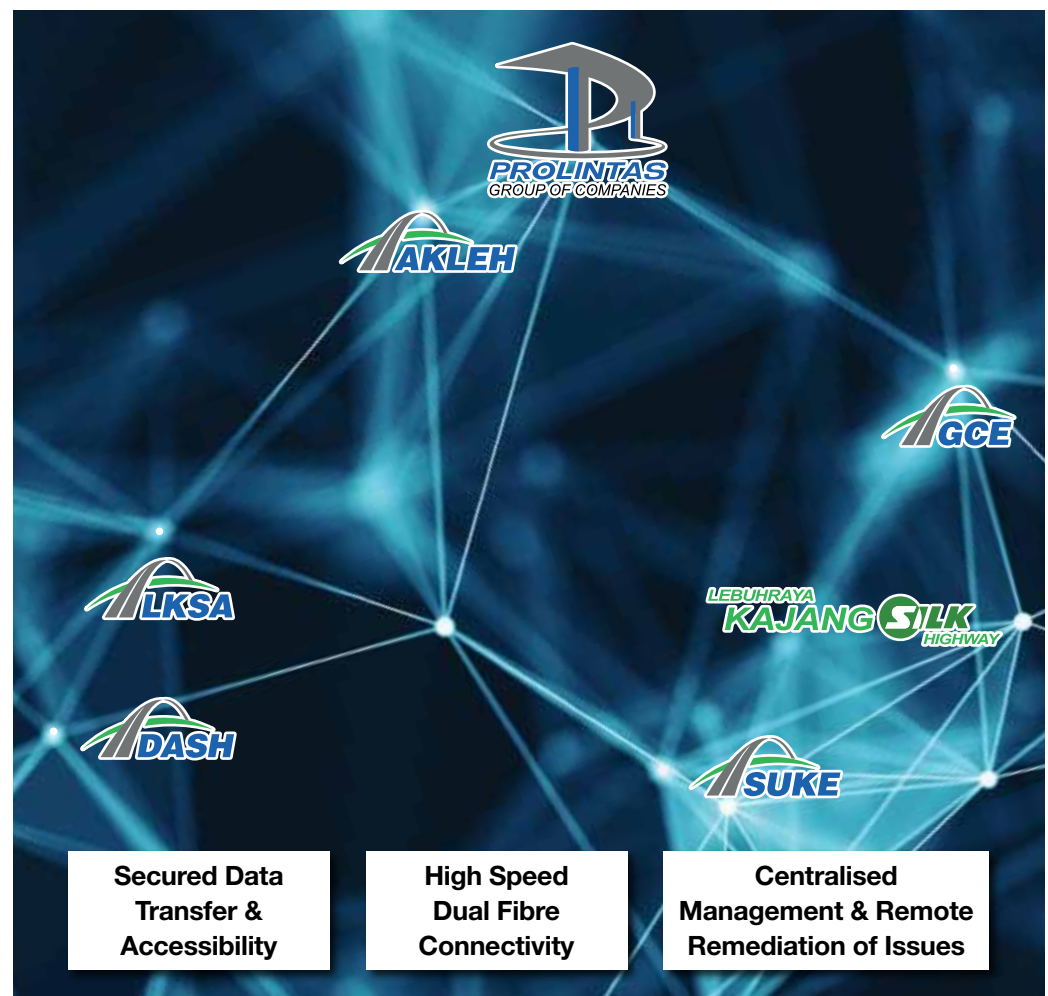 PROLINTAS
GROUP OF COMPANIES
AKLEH
GCE
LKSA
LEBUHRAYA
KAJANG SILK
HIGHWAY
DASH
SUKE
Secured Data
Transfer &
Accessibility
High Speed
Dual Fibre
Connectivity
Centralised
Management & Remote
Remediation of Issues